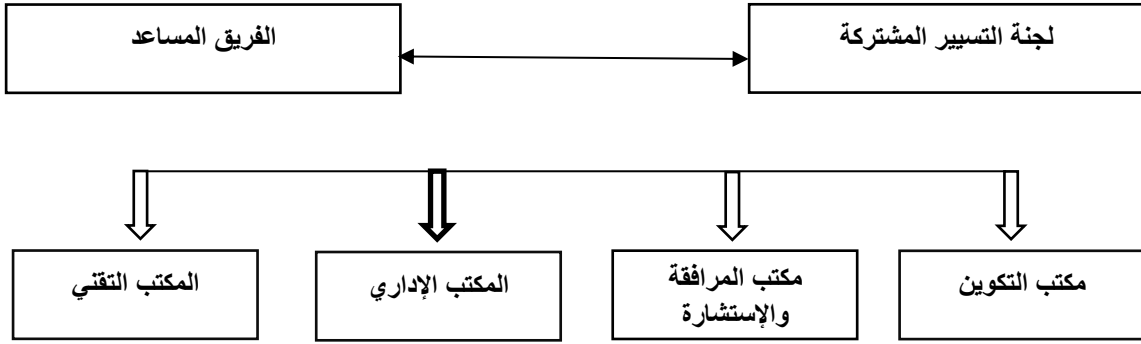 لجنة التسيير المشتركة
الفريق المساعد
مكتب التكوين
مكتب المرافقة
والإستشارة
المكتب الإداري
المكتب التقني